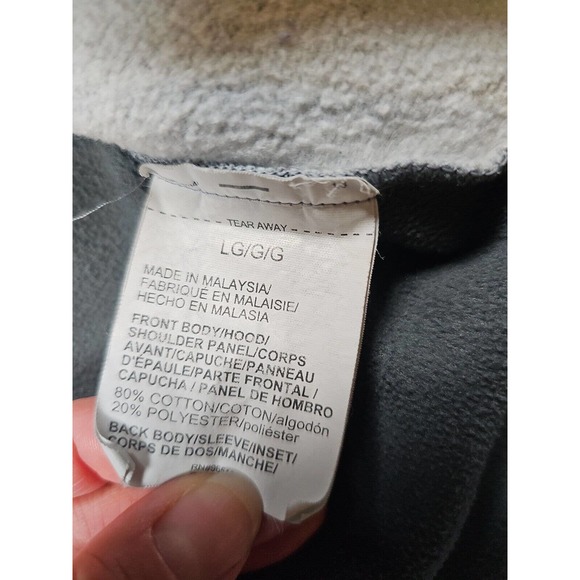 TEAR AWAY
LG/G/G
MADE IN MALAYSIA/
FABRIQUÉ EN MALAISIE/
HECHO EN MALASIA
FRONT BODY/HOOD/
SHOULDER PANEL/CORPS
AVANT/CAPUCHE/PANNEAU
D'ÉPAULE/PARTE FRONTAL /
CAPUCHA / PANEL DE HOMBRO
80% COTTON/COTON/algodón
20% POLYESTER/poliéster
BACK BODY/SLEEVE/INSET/
CORPS DE DOS/MANCHE/